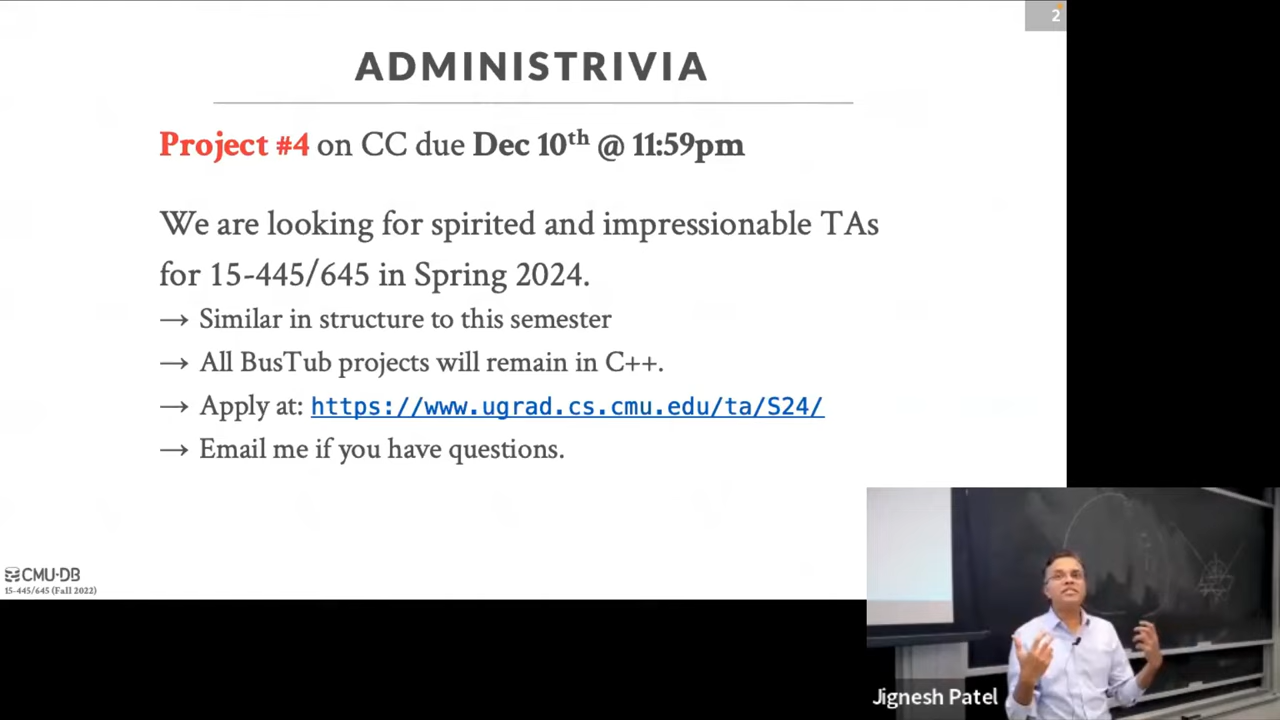 2
ADMINISTRIVIA
Project #4 on CC due Dec 10th @ 11:59pm
We are looking for spirited and impressionable TAs
for 15-445/645 in Spring 2024.
→ Similar in structure to this semester
→ All BusTub projects will remain in C++.
→ Apply at: https://www.ugrad.cs.cmu.edu/ta/S24/
→ Email me if you have questions.
CMU·DB
15-445/645 (Fall 2022)
Jignesh Patel